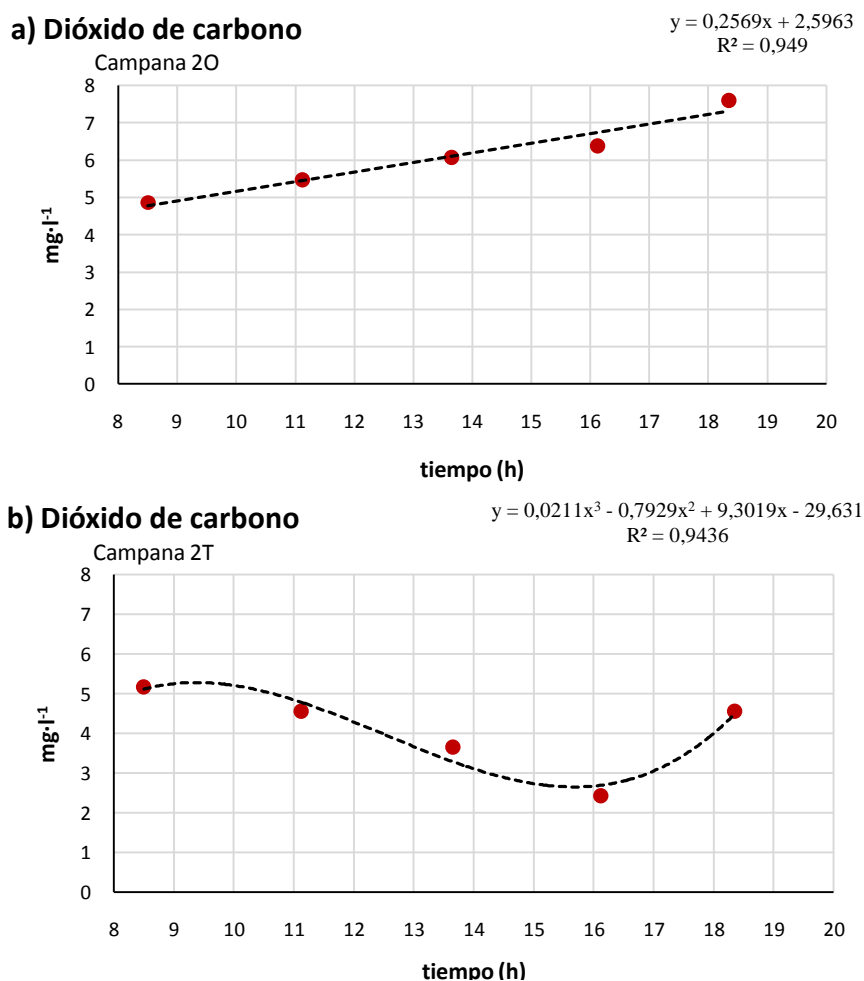 a) Dióxido de carbono
y = 0,2569x + 2,5963
R² = 0,949
Campana 2O
8
7
6
5
4
3
2
1
0
mg·l⁻¹
8 9 10 11 12 13 14 15 16 17 18 19 20
tiempo (h)
b) Dióxido de carbono
y = 0,0211x³ - 0,7929x² + 9,3019x - 29,631
R² = 0,9436
Campana 2T
8
7
6
5
4
3
2
1
0
mg·l⁻¹
8 9 10 11 12 13 14 15 16 17 18 19 20
tiempo (h)